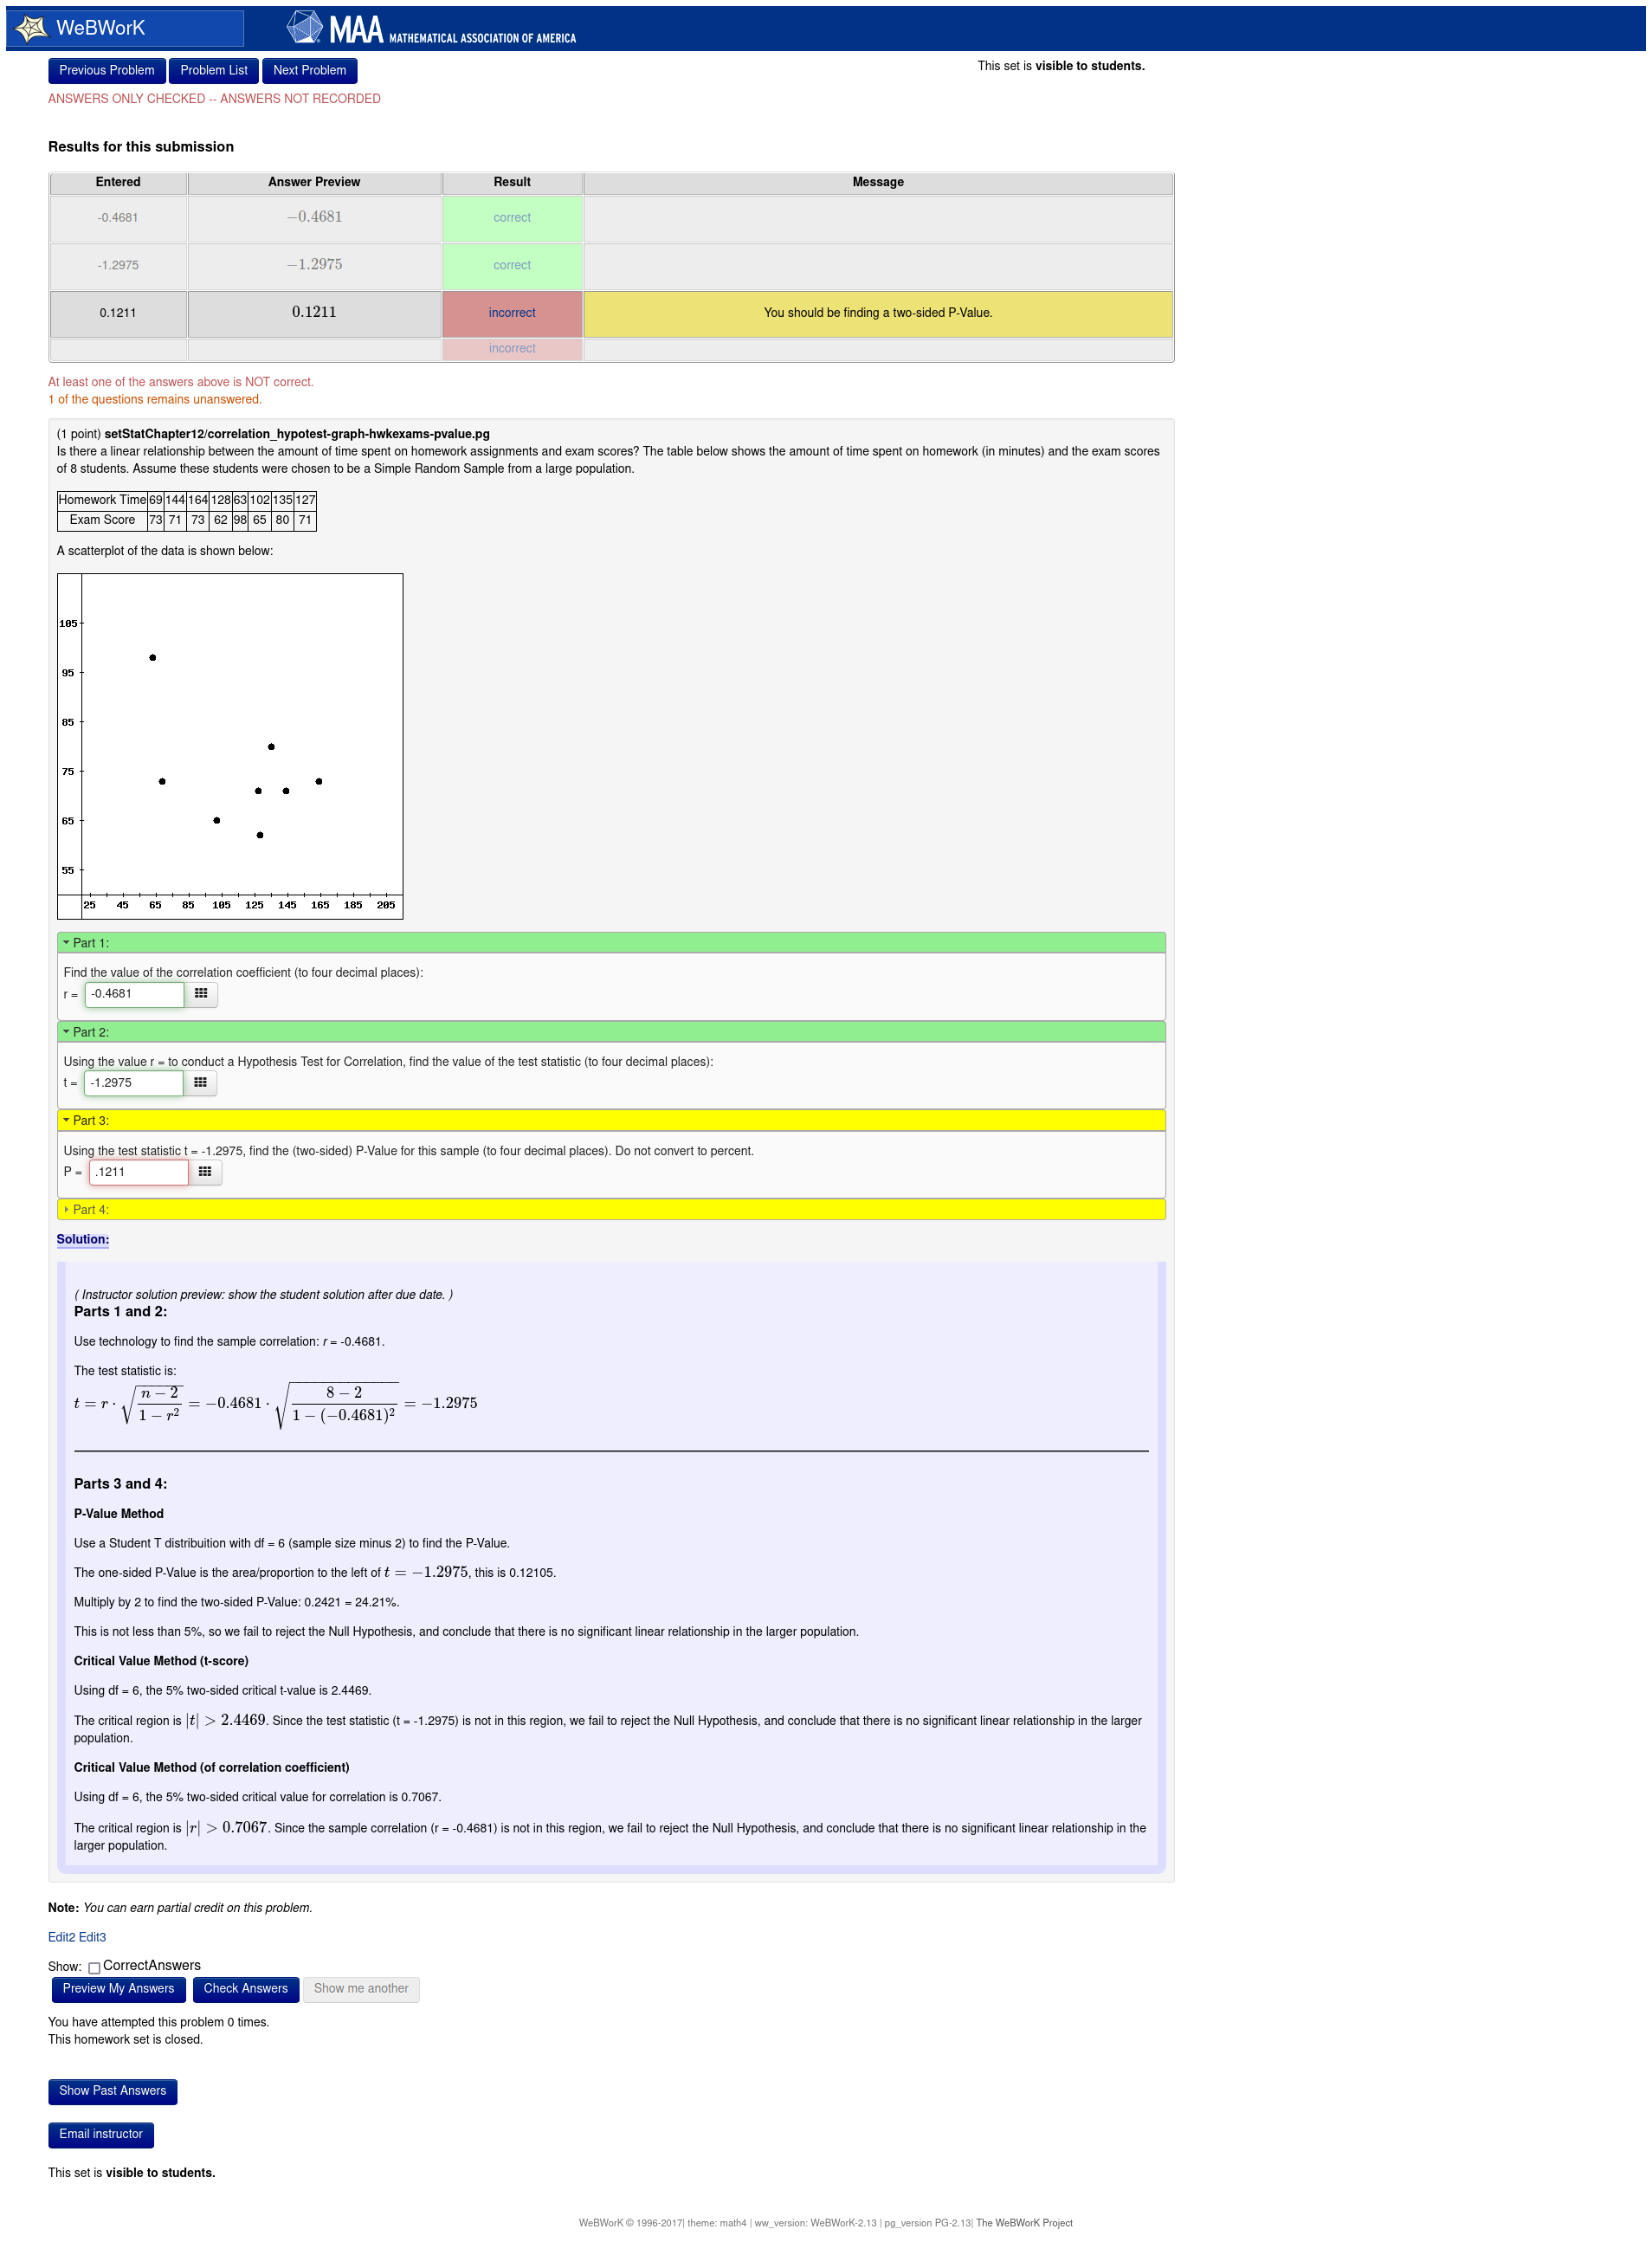 WeBWorK
MAA MATHEMATICAL ASSOCIATION OF AMERICA
Previous Problem Problem List Next Problem
This set is visible to students.
ANSWERS ONLY CHECKED -- ANSWERS NOT RECORDED
Results for this submission
Entered Answer Preview Result Message
-0.4681 −0.4681 correct
-1.2975 −1.2975 correct
0.1211 0.1211 incorrect You should be finding a two-sided P-Value.
incorrect
At least one of the answers above is NOT correct.
1 of the questions remains unanswered.
(1 point) setStatChapter12/correlation_hypotest-graph-hwkexams-pvalue.pg
Is there a linear relationship between the amount of time spent on homework assignments and exam scores? The table below shows the amount of time spent on homework (in minutes) and the exam scores
of 8 students. Assume these students were chosen to be a Simple Random Sample from a large population.
Homework Time 69 144 164 128 63 102 135 127
Exam Score 73 71 73 62 98 65 80 71
A scatterplot of the data is shown below:
105
95
85
75
65
55
25 45 65 85 105 125 145 165 185 205
Part 1:
Find the value of the correlation coefficient (to four decimal places):
r = -0.4681
Part 2:
Using the value r = to conduct a Hypothesis Test for Correlation, find the value of the test statistic (to four decimal places):
t = -1.2975
Part 3:
Using the test statistic t = -1.2975, find the (two-sided) P-Value for this sample (to four decimal places). Do not convert to percent.
P = .1211
Part 4:
Solution:
( Instructor solution preview: show the student solution after due date. )
Parts 1 and 2:
Use technology to find the sample correlation: r = -0.4681.
The test statistic is:
t = r · √((n − 2)/(1 − r²)) = −0.4681 · √((8 − 2)/(1 − (−0.4681)²)) = −1.2975
Parts 3 and 4:
P-Value Method
Use a Student T distribuition with df = 6 (sample size minus 2) to find the P-Value.
The one-sided P-Value is the area/proportion to the left of t = −1.2975, this is 0.12105.
Multiply by 2 to find the two-sided P-Value: 0.2421 = 24.21%.
This is not less than 5%, so we fail to reject the Null Hypothesis, and conclude that there is no significant linear relationship in the larger population.
Critical Value Method (t-score)
Using df = 6, the 5% two-sided critical t-value is 2.4469.
The critical region is |t| > 2.4469. Since the test statistic (t = -1.2975) is not in this region, we fail to reject the Null Hypothesis, and conclude that there is no significant linear relationship in the larger
population.
Critical Value Method (of correlation coefficient)
Using df = 6, the 5% two-sided critical value for correlation is 0.7067.
The critical region is |r| > 0.7067. Since the sample correlation (r = -0.4681) is not in this region, we fail to reject the Null Hypothesis, and conclude that there is no significant linear relationship in the
larger population.
Note: You can earn partial credit on this problem.
Edit2 Edit3
Show: CorrectAnswers
Preview My Answers Check Answers Show me another
You have attempted this problem 0 times.
This homework set is closed.
Show Past Answers
Email instructor
This set is visible to students.
WeBWorK © 1996-2017| theme: math4 | ww_version: WeBWorK-2.13 | pg_version PG-2.13| The WeBWorK Project